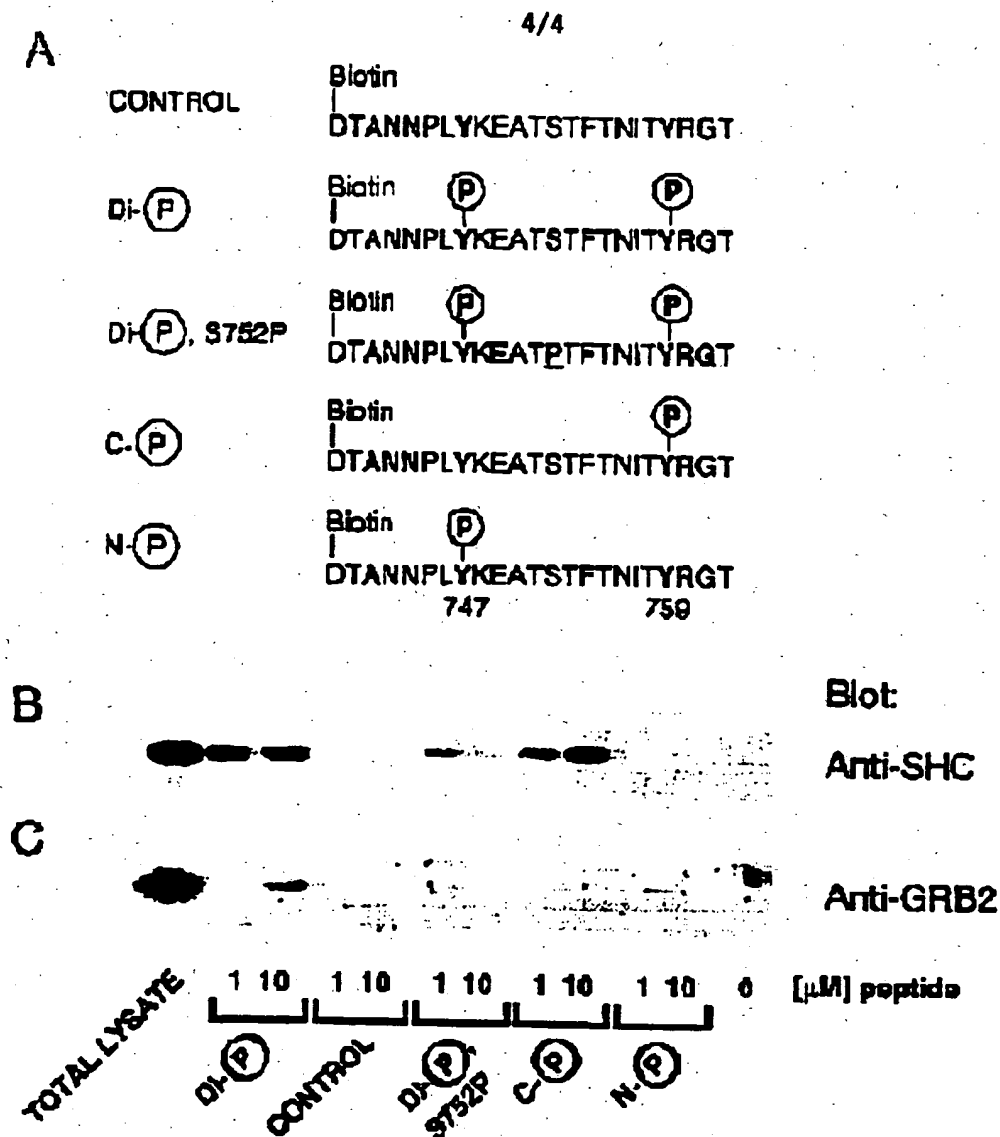 4/4
A
CONTROL
Biotin
DTANNPLYKEATSTFTNITYRGT
Di-P
Biotin P P
DTANNPLYKEATSTFTNITYRGT
Di-P, S752P
Biotin P P
DTANNPLYKEATPTFTNITYRGT
C-P
Biotin P
DTANNPLYKEATSTFTNITYRGT
N-P
Biotin P
DTANNPLYKEATSTFTNITYRGT
747 759
B
Blot:
Anti-SHC
C
Anti-GRB2
1 10 1 10 1 10 1 10 1 10 0 [µM] peptide
TOTAL LYSATE
Di-P
CONTROL
Di-P, S752P
C-P
N-P